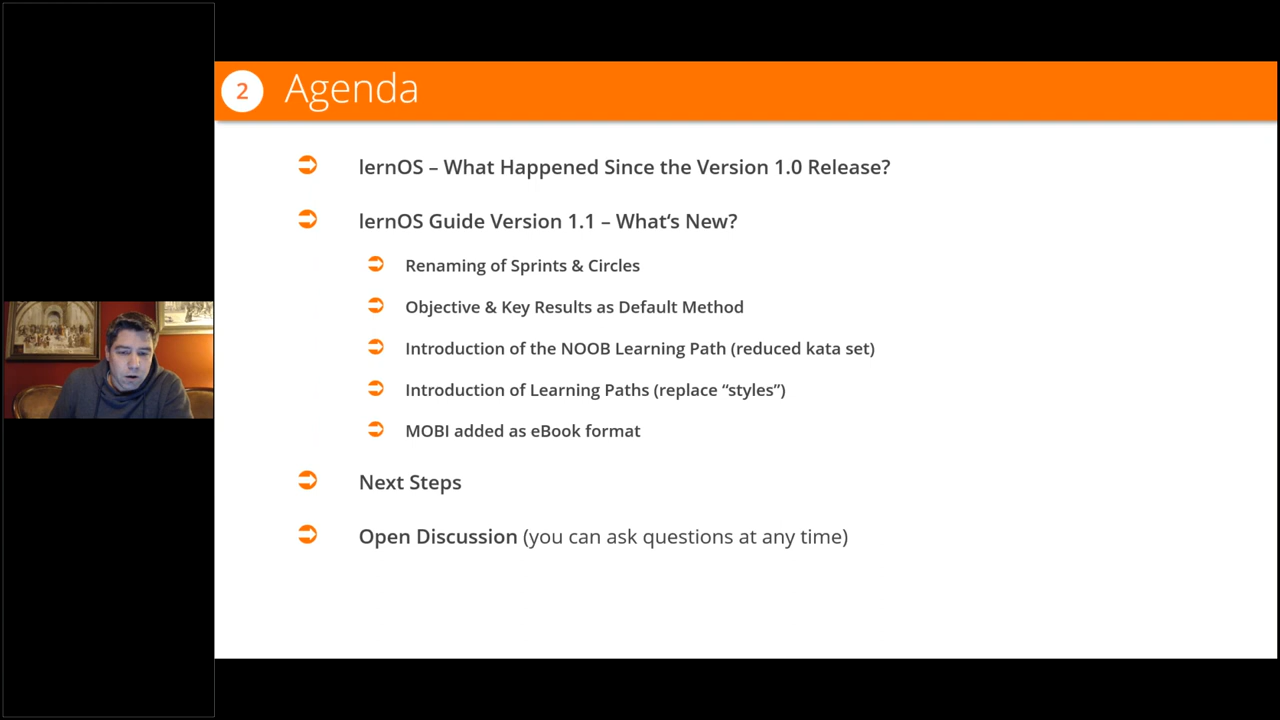 2
Agenda
lernOS – What Happened Since the Version 1.0 Release?
lernOS Guide Version 1.1 – What‘s New?
Renaming of Sprints & Circles
Objective & Key Results as Default Method
Introduction of the NOOB Learning Path (reduced kata set)
Introduction of Learning Paths (replace “styles”)
MOBI added as eBook format
Next Steps
Open Discussion (you can ask questions at any time)